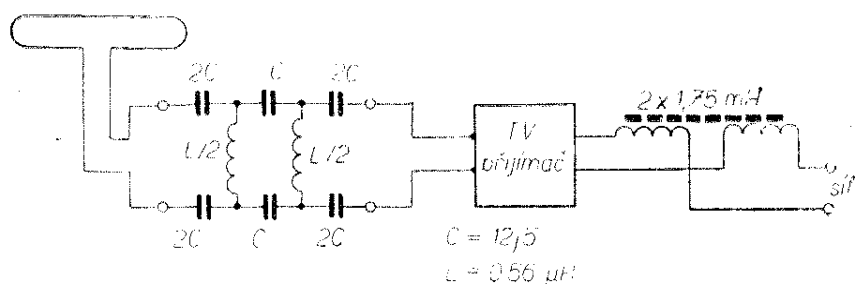 2C C 2C
L/2 L/2
2C C 2C
TV
přijímač
2 x 1,75 mH
síť
C = 12,5
L = 0,56 µH